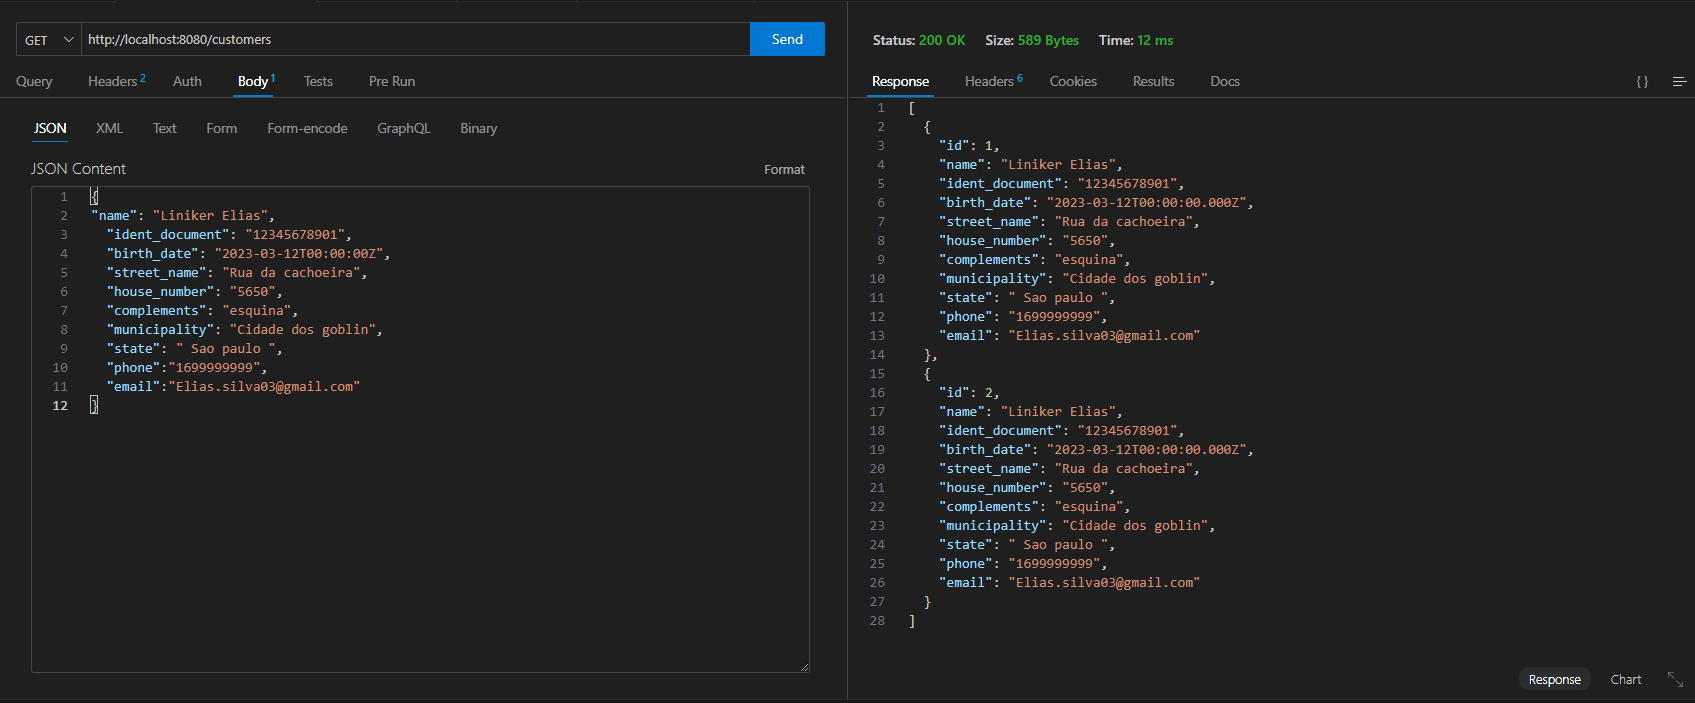 GET http://localhost:8080/customers Send
Query Headers 2 Auth Body 1 Tests Pre Run
JSON XML Text Form Form-encode GraphQL Binary
JSON Content Format
1 {
2 "name": "Liniker Elias",
3 "ident_document": "12345678901",
4 "birth_date": "2023-03-12T00:00:00Z",
5 "street_name": "Rua da cachoeira",
6 "house_number": "5650",
7 "complements": "esquina",
8 "municipality": "Cidade dos goblin",
9 "state": " Sao paulo ",
10 "phone":"1699999999",
11 "email":"Elias.silva03@gmail.com"
12 }
Status: 200 OK Size: 589 Bytes Time: 12 ms
Response Headers 6 Cookies Results Docs { }
1 [
2 {
3 "id": 1,
4 "name": "Liniker Elias",
5 "ident_document": "12345678901",
6 "birth_date": "2023-03-12T00:00:00.000Z",
7 "street_name": "Rua da cachoeira",
8 "house_number": "5650",
9 "complements": "esquina",
10 "municipality": "Cidade dos goblin",
11 "state": " Sao paulo ",
12 "phone": "1699999999",
13 "email": "Elias.silva03@gmail.com"
14 },
15 {
16 "id": 2,
17 "name": "Liniker Elias",
18 "ident_document": "12345678901",
19 "birth_date": "2023-03-12T00:00:00.000Z",
20 "street_name": "Rua da cachoeira",
21 "house_number": "5650",
22 "complements": "esquina",
23 "municipality": "Cidade dos goblin",
24 "state": " Sao paulo ",
25 "phone": "1699999999",
26 "email": "Elias.silva03@gmail.com"
27 }
28 ]
Response Chart